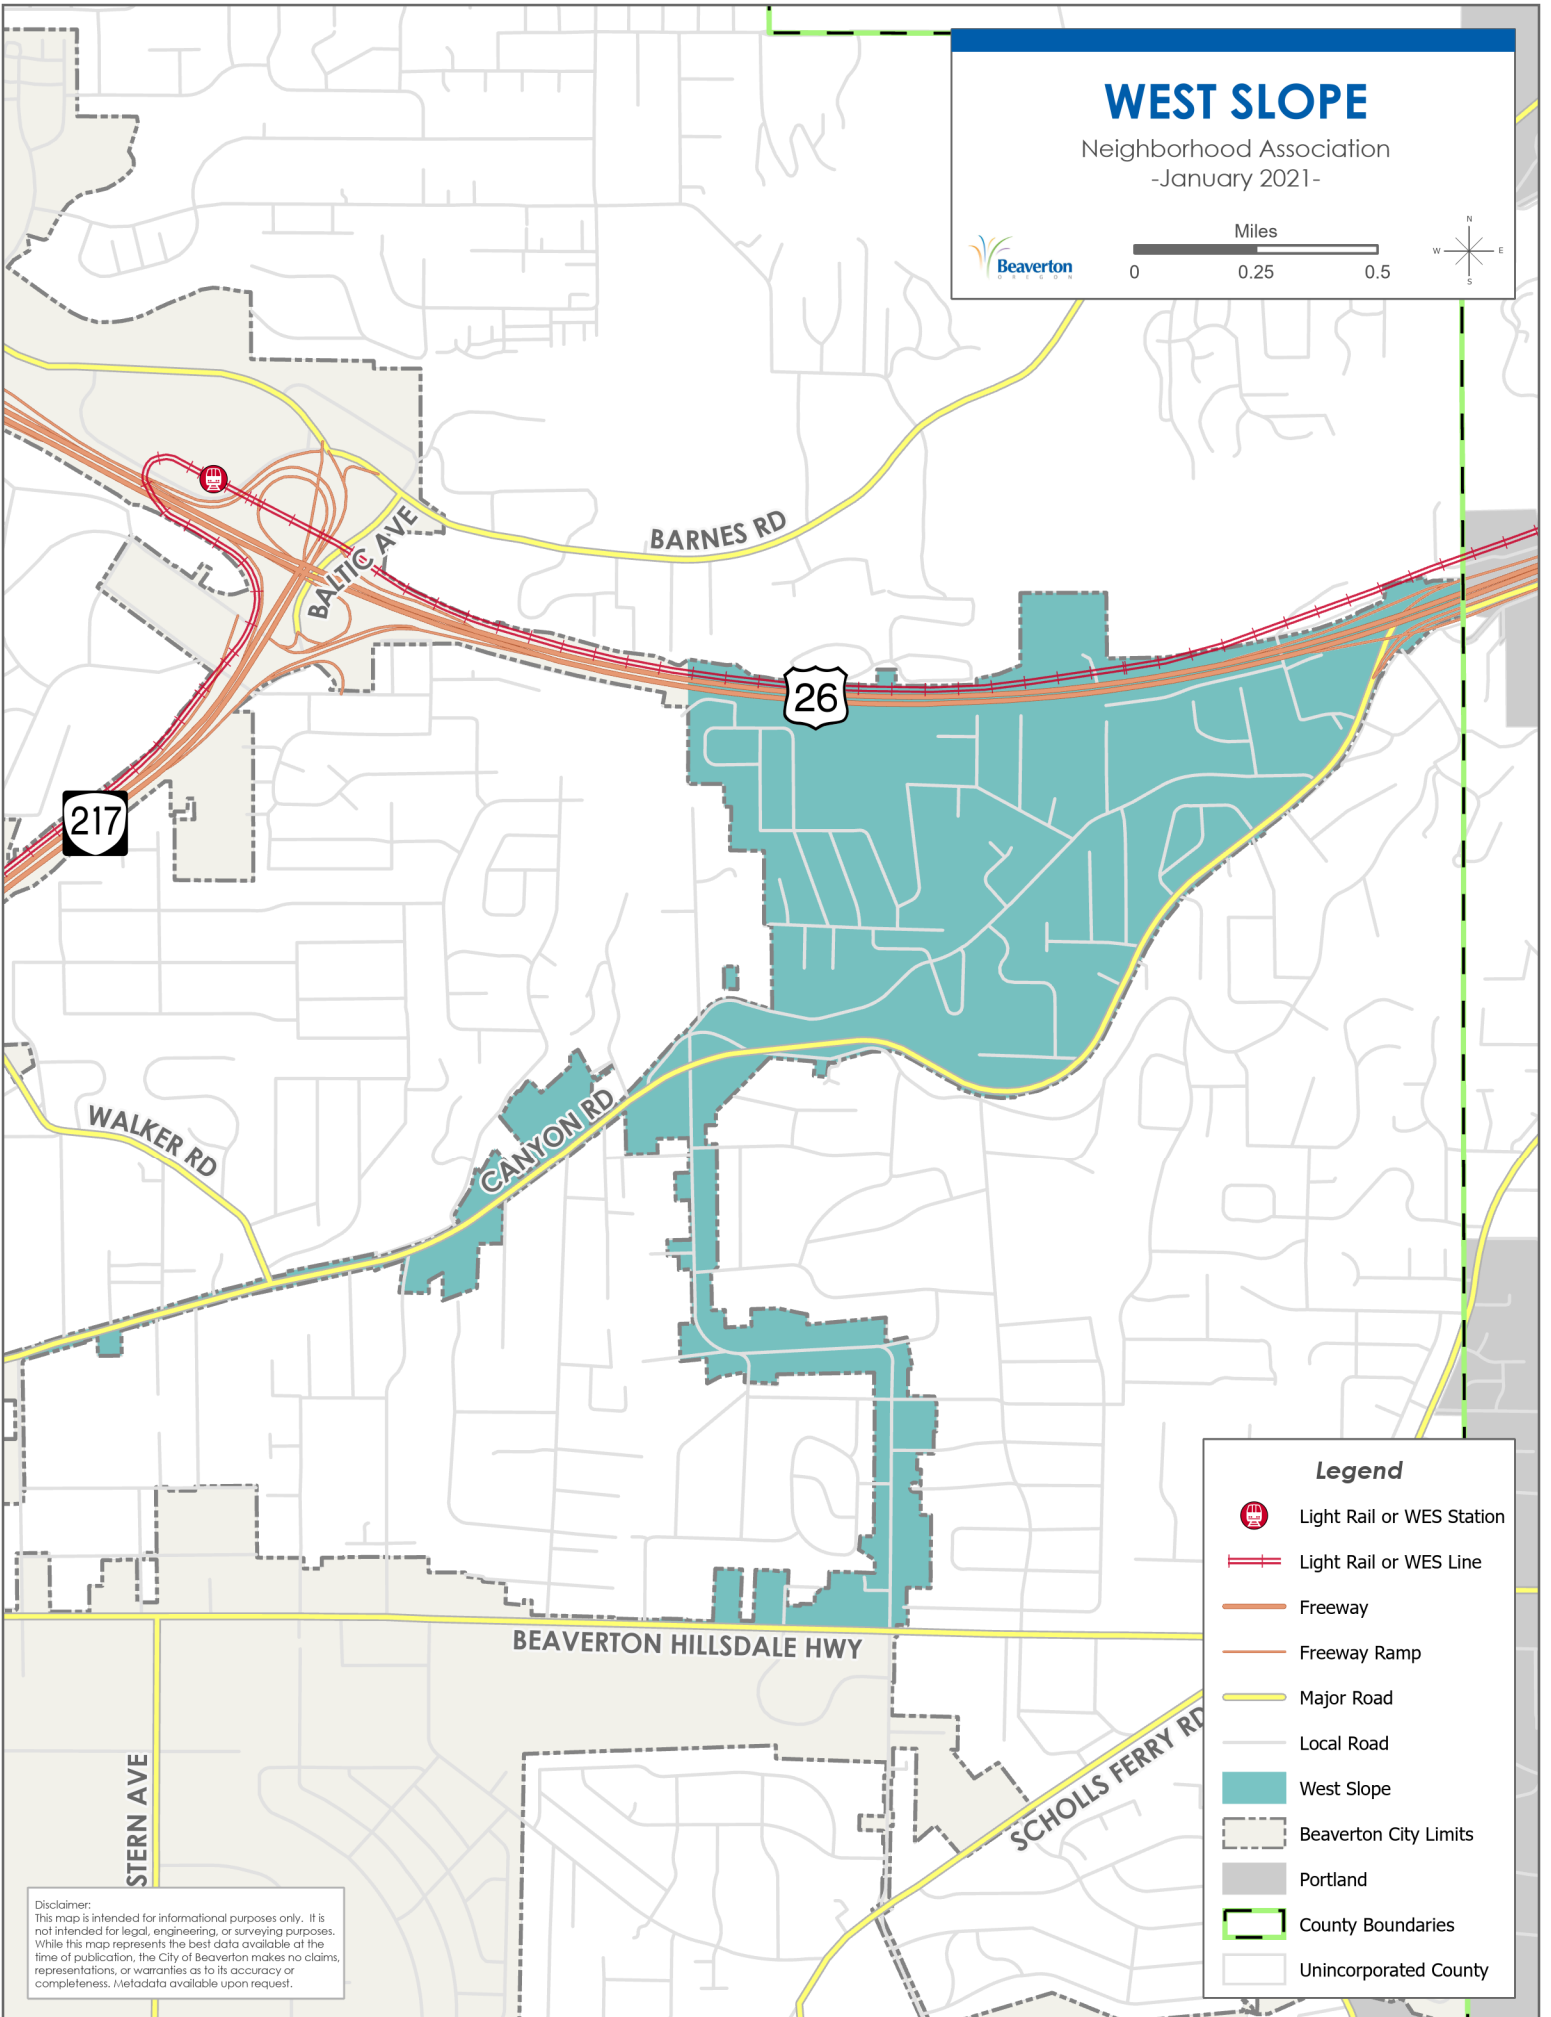 WEST SLOPE
Neighborhood Association
-January 2021-
Miles
0 0.25 0.5
N
W E
S
Beaverton
OREGON
BARNES RD
BALTIC AVE
26
217
WALKER RD
CANYON RD
BEAVERTON HILLSDALE HWY
SCHOLLS FERRY RD
STERN AVE
Legend
Light Rail or WES Station
Light Rail or WES Line
Freeway
Freeway Ramp
Major Road
Local Road
West Slope
Beaverton City Limits
Portland
County Boundaries
Unincorporated County
Disclaimer:
This map is intended for informational purposes only. It is
not intended for legal, engineering, or surveying purposes.
While this map represents the best data available at the
time of publication, the City of Beaverton makes no claims,
representations, or warranties as to its accuracy or
completeness. Metadata available upon request.